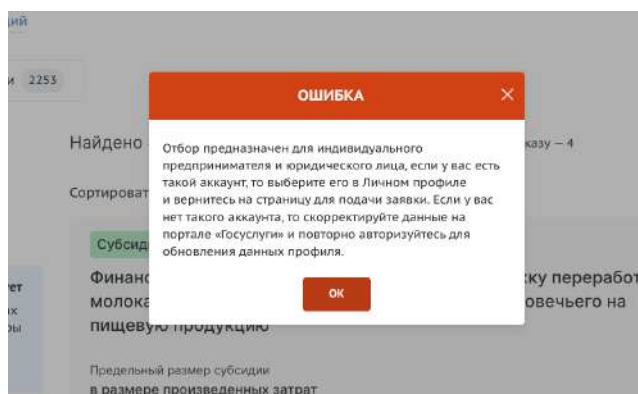 ций
и 2253
ОШИБКА
Найдено
казу – 4
Отбор предназначен для индивидуального
предпринимателя и юридического лица, если у вас есть
такой аккаунт, то выберите его в Личном профиле
и вернитесь на страницу для подачи заявки. Если у вас
нет такого аккаунта, то скорректируйте данные на
портале «Госуслуги» и повторно авторизуйтесь для
обновления данных профиля.
Сортироват
Субсид
ОК
Финанс
ку переработ
молока
овечьего на
пищевую продукцию
Предельный размер субсидии
в размере произведенных затрат